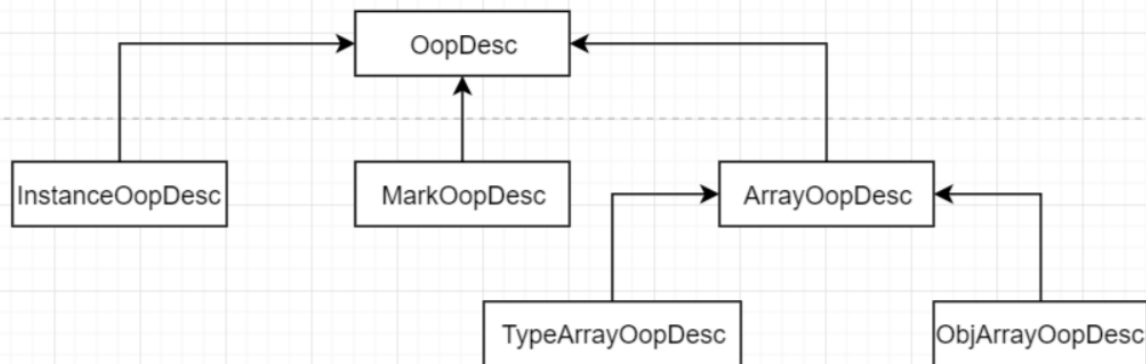 OopDesc
InstanceOopDesc
MarkOopDesc
ArrayOopDesc
TypeArrayOopDesc
ObjArrayOopDesc